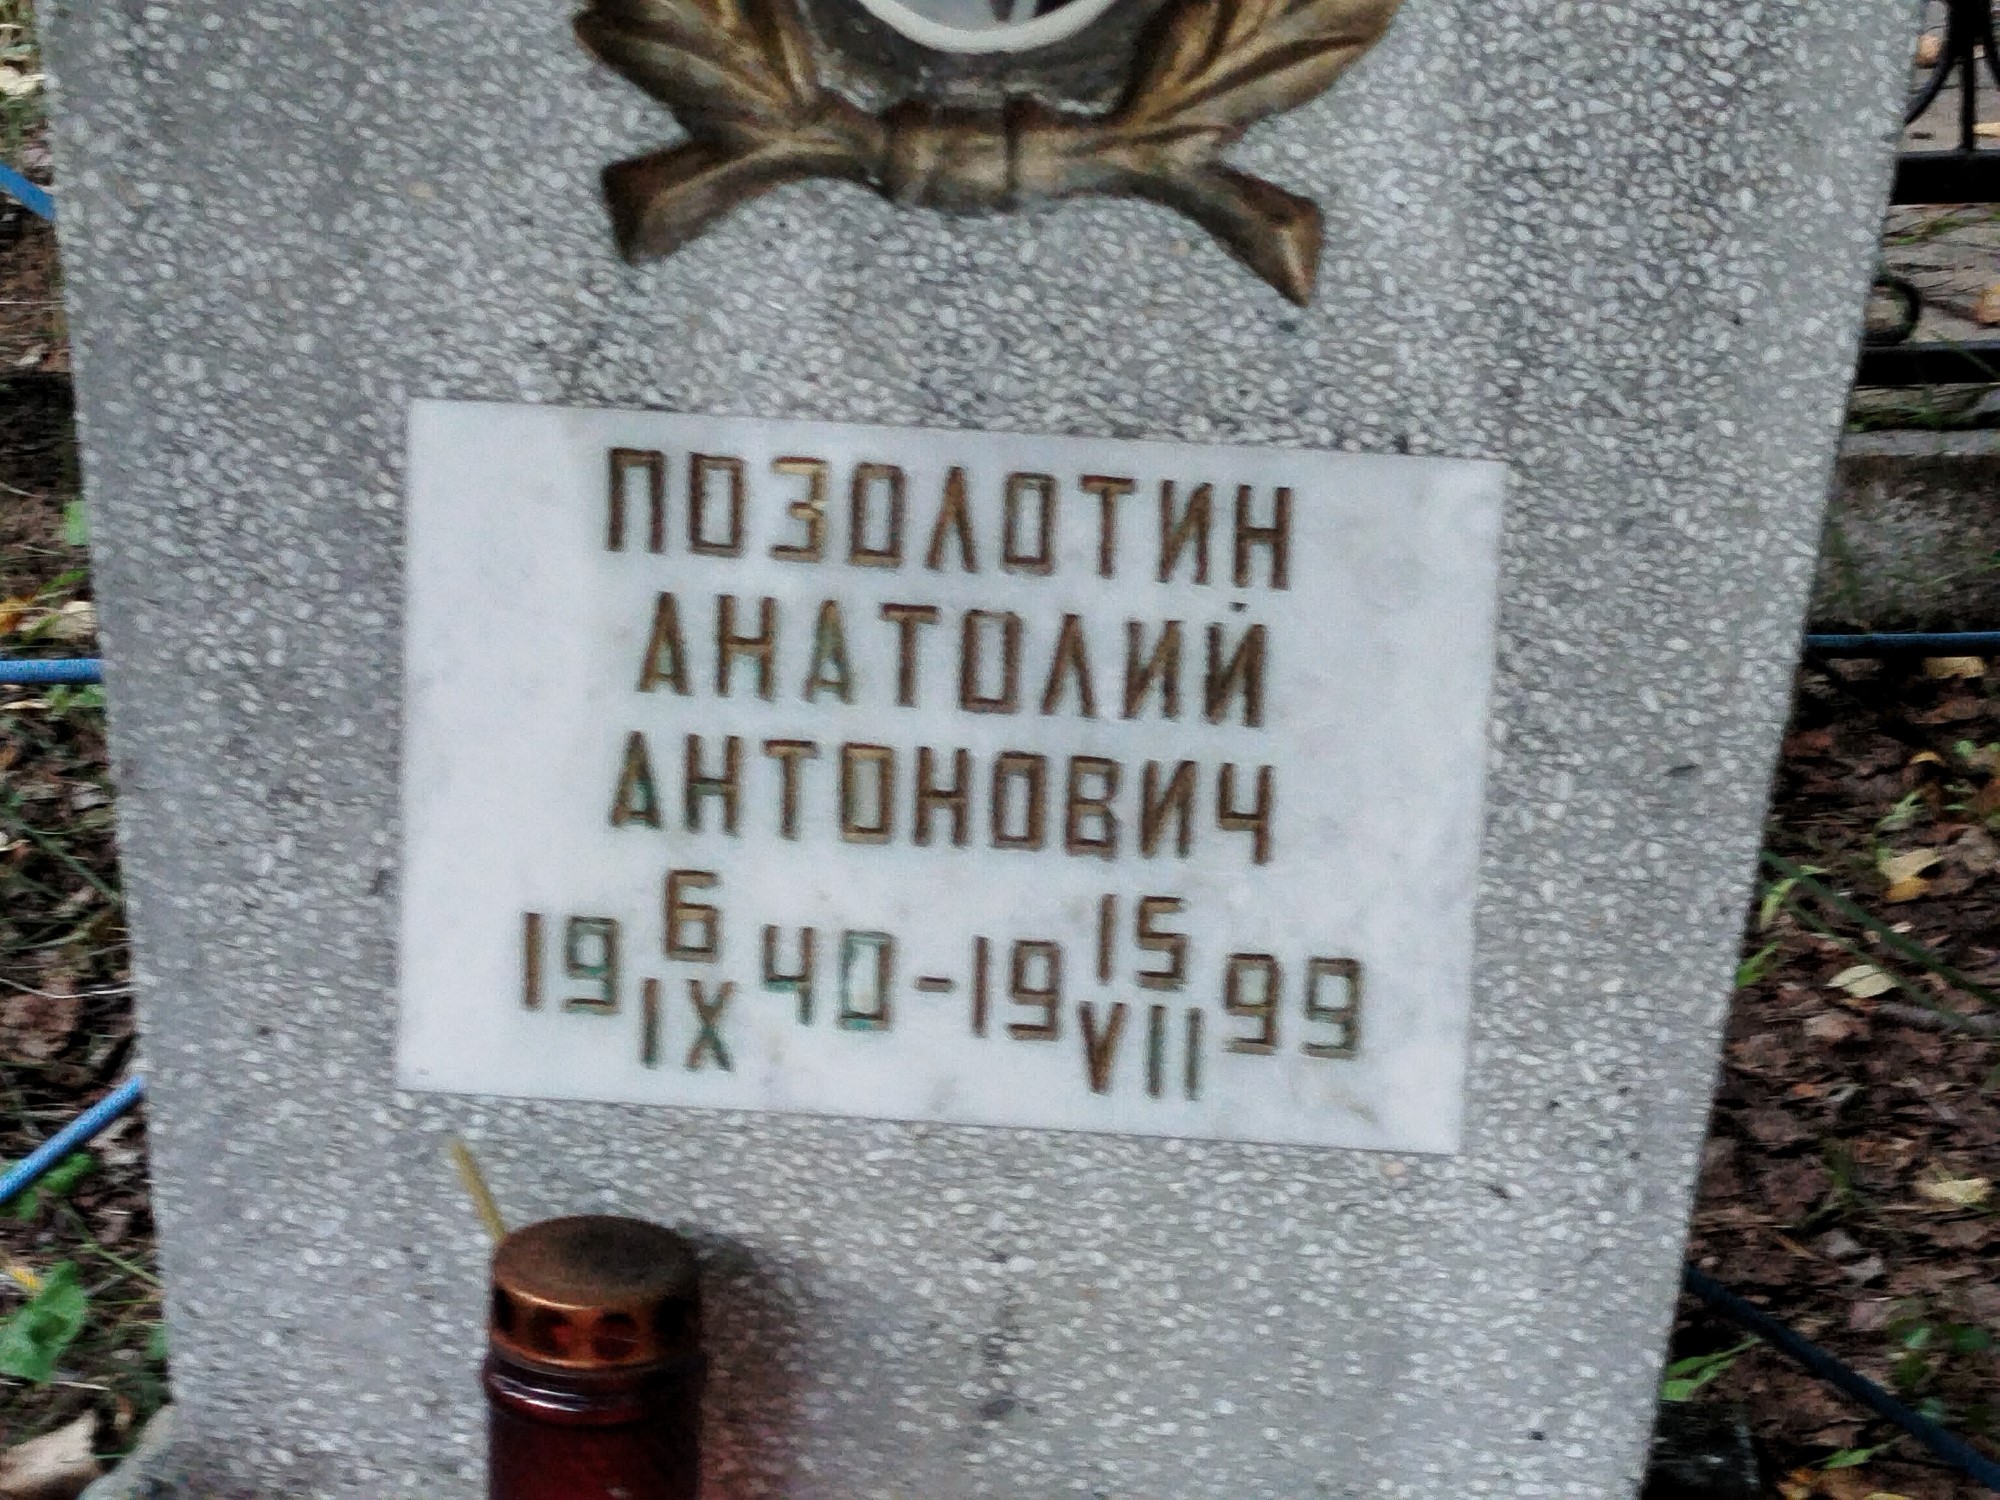 ПОЗОЛОТИН
АНАТОЛИЙ
АНТОНОВИЧ
19 6/IX 40-19 15/VII 99